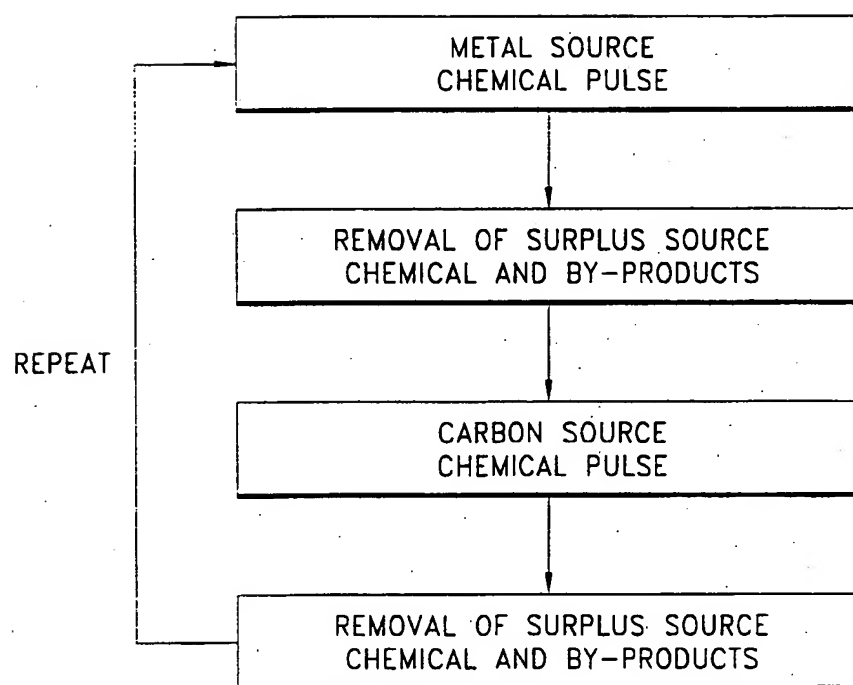 METAL SOURCE
CHEMICAL PULSE
REMOVAL OF SURPLUS SOURCE
CHEMICAL AND BY-PRODUCTS
REPEAT
CARBON SOURCE
CHEMICAL PULSE
REMOVAL OF SURPLUS SOURCE
CHEMICAL AND BY-PRODUCTS